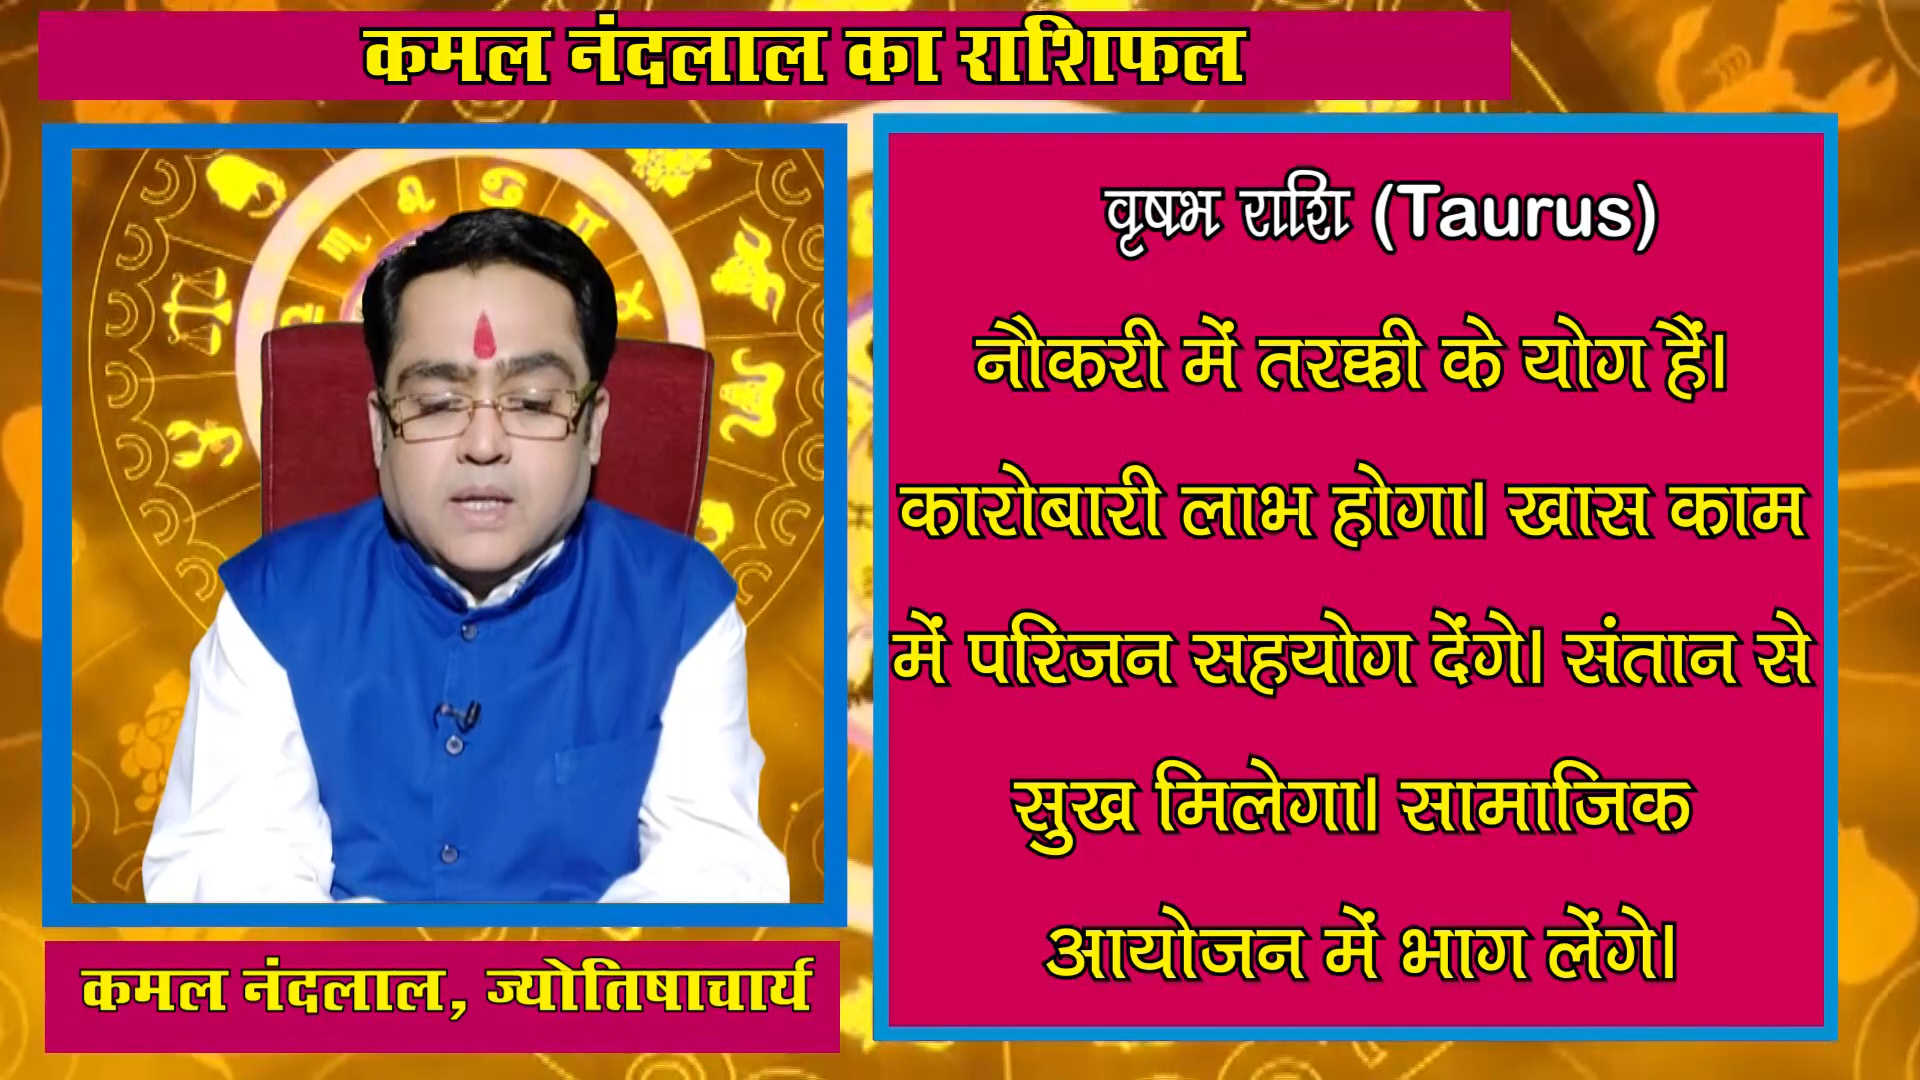 कमल नंदलाल का राशिफल
वृषभ राशि (Taurus)
नौकरी में तरक्की के योग हैं।
कारोबारी लाभ होगा। खास काम
में परिजन सहयोग देंगे। संतान से
सुख मिलेगा। सामाजिक
आयोजन में भाग लेंगे।
कमल नंदलाल, ज्योतिषाचार्य